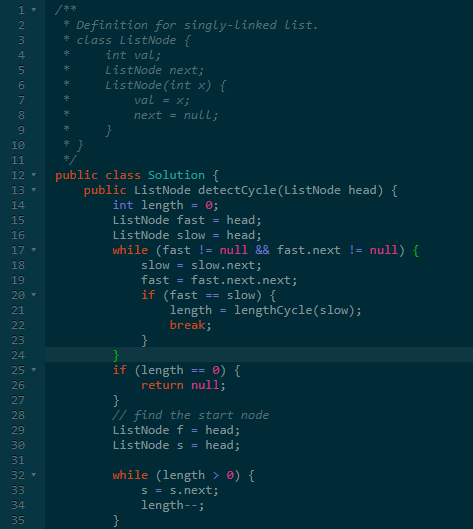 1 /**
2 * Definition for singly-linked list.
3 * class ListNode {
4 *     int val;
5 *     ListNode next;
6 *     ListNode(int x) {
7 *         val = x;
8 *         next = null;
9 *     }
10 * }
11 */
12 public class Solution {
13     public ListNode detectCycle(ListNode head) {
14         int length = 0;
15         ListNode fast = head;
16         ListNode slow = head;
17         while (fast != null && fast.next != null) {
18             slow = slow.next;
19             fast = fast.next.next;
20             if (fast == slow) {
21                 length = lengthCycle(slow);
22                 break;
23             }
24         }
25         if (length == 0) {
26             return null;
27         }
28         // find the start node
29         ListNode f = head;
30         ListNode s = head;
31
32         while (length > 0) {
33             s = s.next;
34             length--;
35         }